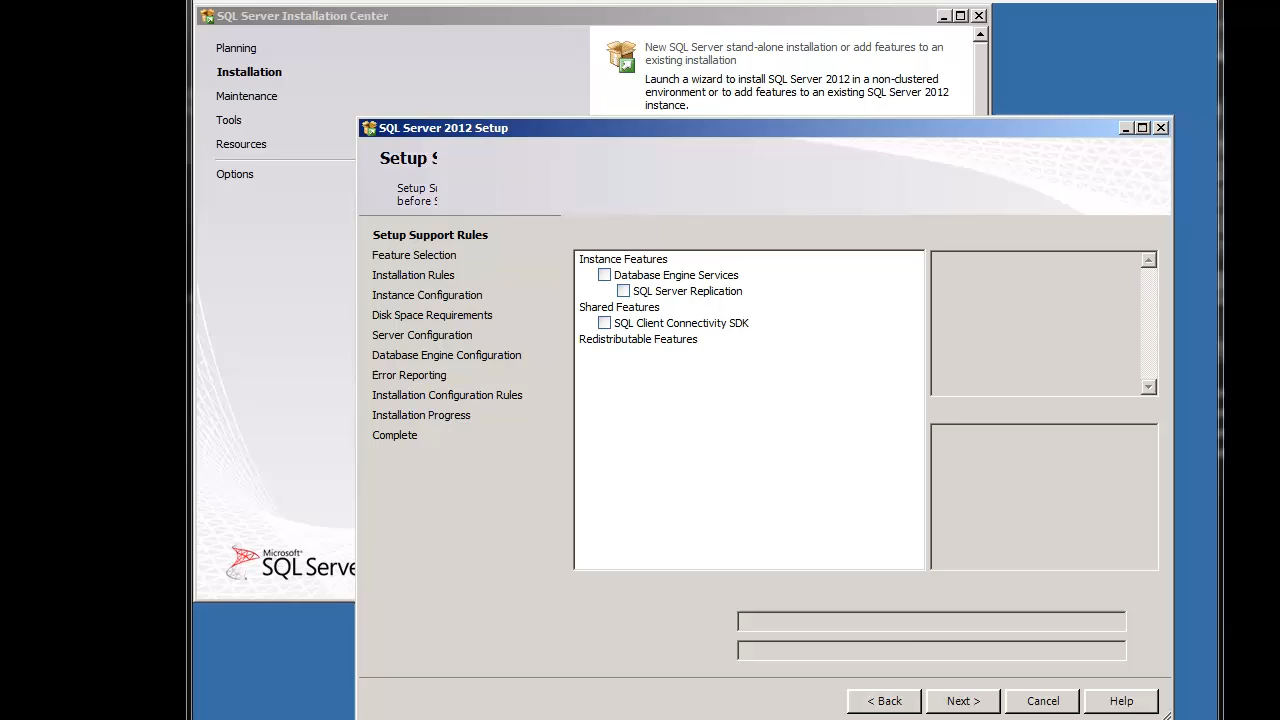 SQL Server Installation Center
Planning
Installation
Maintenance
Tools
Resources
Options
New SQL Server stand-alone installation or add features to an
existing installation
Launch a wizard to install SQL Server 2012 in a non-clustered
environment or to add features to an existing SQL Server 2012
instance.
Microsoft®
SQL Serve
SQL Server 2012 Setup
Setup S
Setup Su
before S
Setup Support Rules
Feature Selection
Installation Rules
Instance Configuration
Disk Space Requirements
Server Configuration
Database Engine Configuration
Error Reporting
Installation Configuration Rules
Installation Progress
Complete
Instance Features
Database Engine Services
SQL Server Replication
Shared Features
SQL Client Connectivity SDK
Redistributable Features
< Back
Next >
Cancel
Help